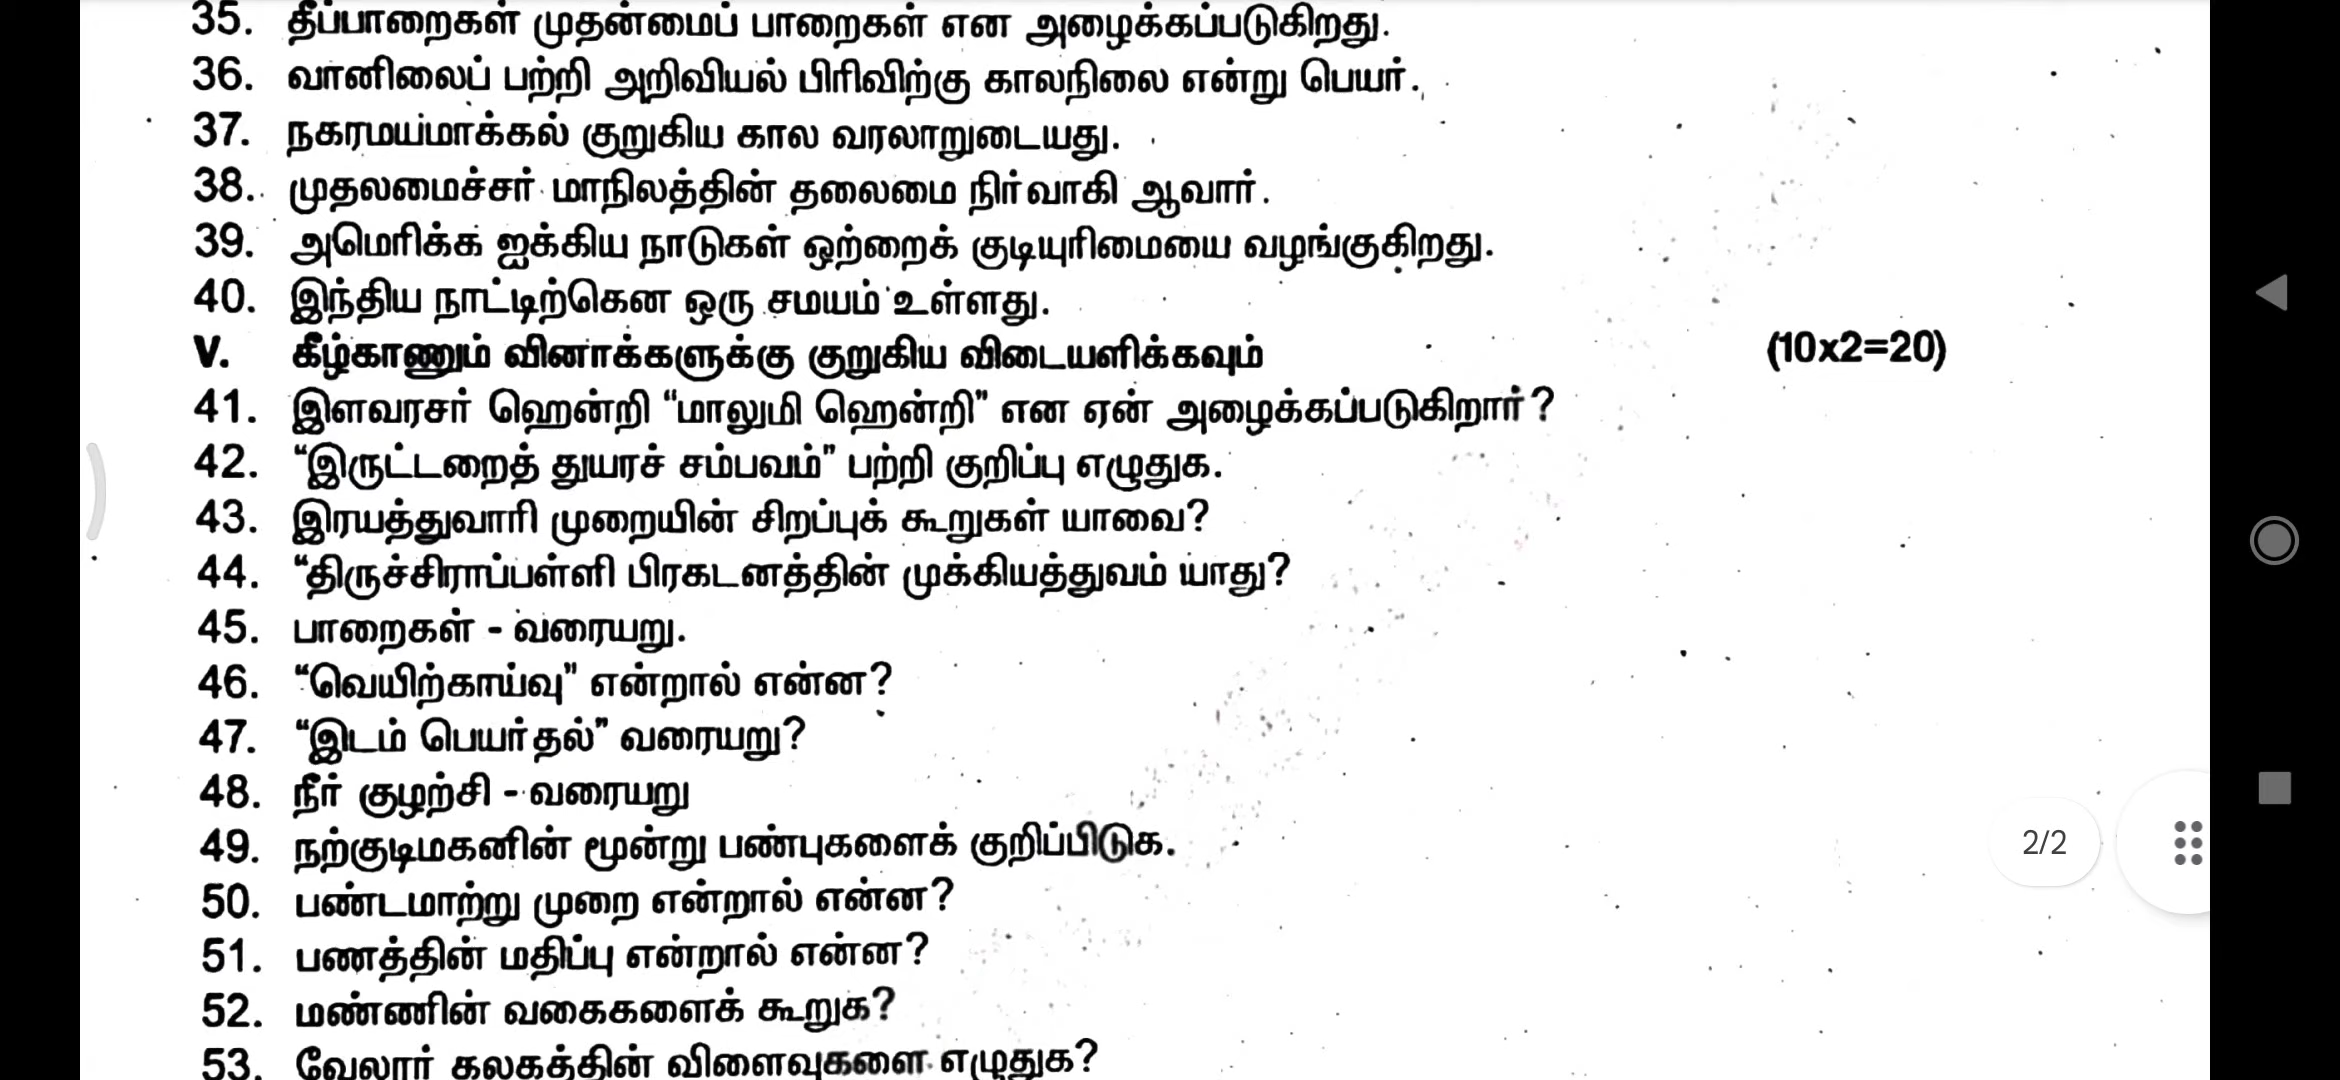 35. தீப்பாறைகள் முதன்மைப் பாறைகள் என அழைக்கப்படுகிறது.
36. வானிலைப் பற்றி அறிவியல் பிரிவிற்கு காலநிலை என்று பெயர்.
37. நகரமயமாக்கல் குறுகிய கால வரலாறுடையது.
38. முதலமைச்சர் மாநிலத்தின் தலைமை நிர்வாகி ஆவார்.
39. அமெரிக்க ஐக்கிய நாடுகள் ஒற்றைக் குடியுரிமையை வழங்குகிறது.
40. இந்திய நாட்டிற்கென ஒரு சமயம் உள்ளது.
V. கீழ்காணும் வினாக்களுக்கு குறுகிய விடையளிக்கவும் (10x2=20)
41. இளவரசர் ஹென்றி “மாலுமி ஹென்றி” என ஏன் அழைக்கப்படுகிறார்?
42. “இருட்டறைத் துயரச் சம்பவம்” பற்றி குறிப்பு எழுதுக.
43. இரயத்துவாரி முறையின் சிறப்புக் கூறுகள் யாவை?
44. “திருச்சிராப்பள்ளி பிரகடனத்தின் முக்கியத்துவம் யாது?
45. பாறைகள் - வரையறு.
46. “வெயிற்காய்வு” என்றால் என்ன?
47. “இடம் பெயர்தல்” வரையறு?
48. நீர் சுழற்சி - வரையறு
49. நற்குடிமகனின் மூன்று பண்புகளைக் குறிப்பிடுக.
50. பண்டமாற்று முறை என்றால் என்ன?
51. பணத்தின் மதிப்பு என்றால் என்ன?
52. மண்ணின் வகைகளைக் கூறுக?
53. வேலூர் கலகத்தின் விளைவுகளை எழுதுக?
2/2